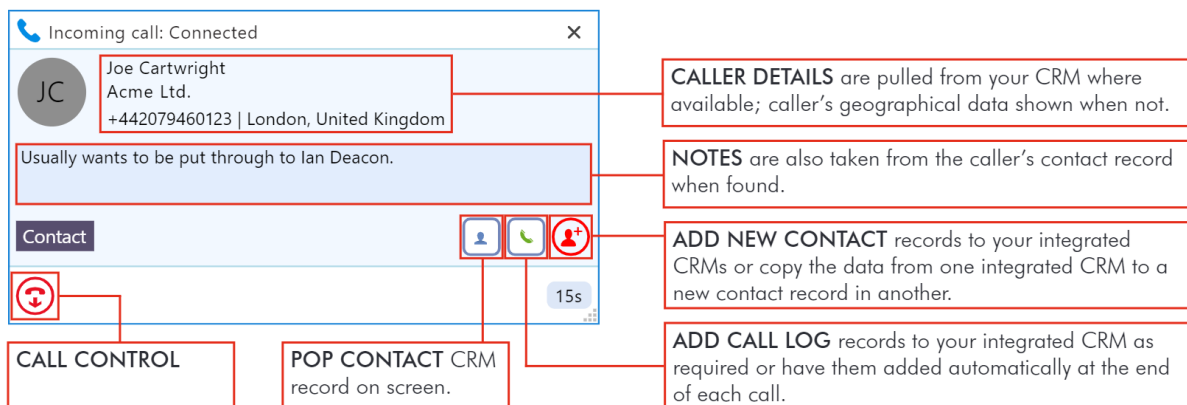 Incoming call: Connected
JC
Joe Cartwright
Acme Ltd.
+442079460123 | London, United Kingdom
Usually wants to be put through to Ian Deacon.
Contact
15s
CALLER DETAILS are pulled from your CRM where
available; caller's geographical data shown when not.
NOTES are also taken from the caller's contact record
when found.
ADD NEW CONTACT records to your integrated
CRMs or copy the data from one integrated CRM to a
new contact record in another.
CALL CONTROL
POP CONTACT CRM
record on screen.
ADD CALL LOG records to your integrated CRM as
required or have them added automatically at the end
of each call.